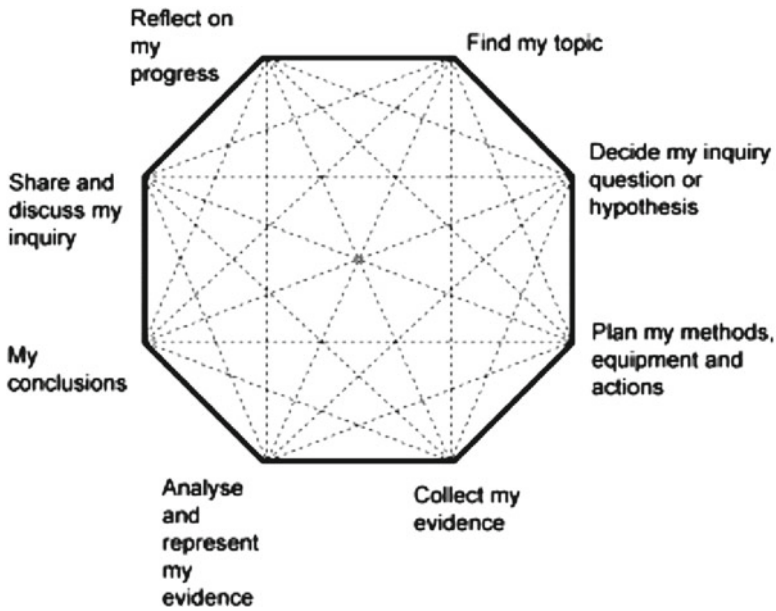 Reflect on
my
progress
Find my topic
Decide my inquiry
question or
hypothesis
Plan my methods,
equipment and
actions
Collect my
evidence
Analyse
and
represent
my
evidence
My
conclusions
Share and
discuss my
inquiry